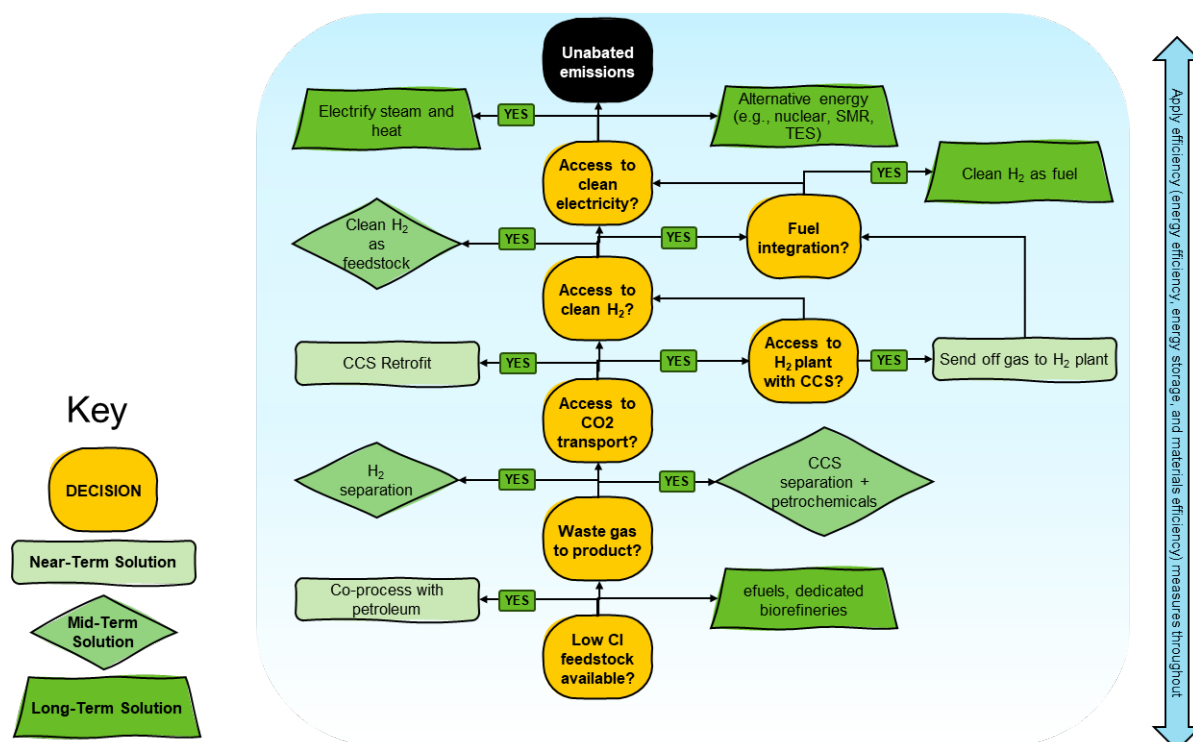 Unabated
emissions
Electrify steam and
heat
YES
Alternative energy
(e.g., nuclear, SMR,
TES)
Access to
clean
electricity?
YES
Clean H₂ as fuel
Clean H₂
as
feedstock
YES
YES
Fuel
integration?
Access to
clean H₂?
CCS Retrofit
YES
YES
Access to
H₂ plant
with CCS?
YES
Send off gas to H₂ plant
Access to
CO2
transport?
H₂
separation
YES
YES
CCS
separation +
petrochemicals
Waste gas
to product?
Co-process with
petroleum
YES
efuels, dedicated
biorefineries
Low CI
feedstock
available?
Key
DECISION
Near-Term Solution
Mid-Term
Solution
Long-Term Solution
Apply efficiency (energy efficiency, energy storage, and materials efficiency) measures throughout